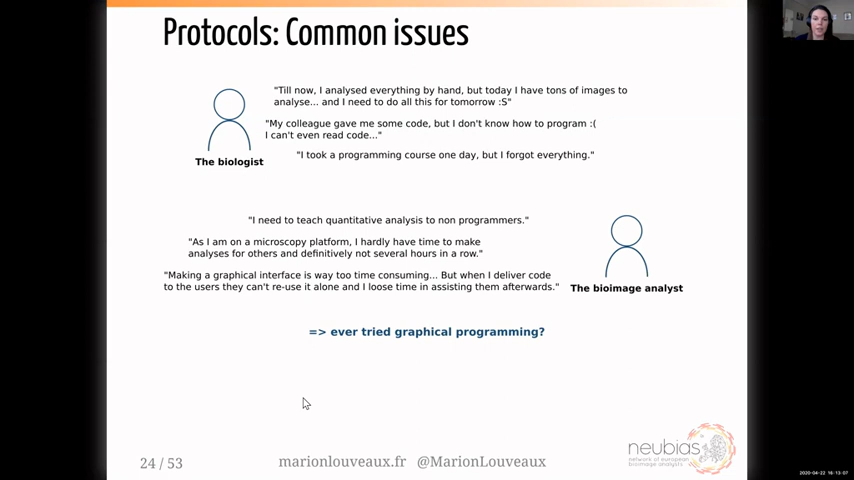 Protocols: Common issues
"Till now, I analysed everything by hand, but today I have tons of images to
analyse... and I need to do all this for tomorrow :S"
"My colleague gave me some code, but I don't know how to program :(
I can't even read code..."
"I took a programming course one day, but I forgot everything."
The biologist
"I need to teach quantitative analysis to non programmers."
"As I am on a microscopy platform, I hardly have time to make
analyses for others and definitively not several hours in a row."
"Making a graphical interface is way too time consuming... But when I deliver code
to the users they can't re-use it alone and I loose time in assisting them afterwards."
The bioimage analyst
=> ever tried graphical programming?
24 / 53
marionlouveaux.fr @MarionLouveaux
neubias
network of european
bioimage analysts
2020-04-22 16:13:07